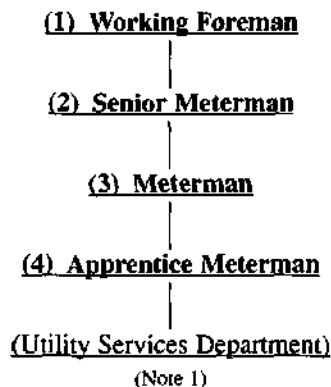 (1) Working Foreman
(2) Senior Meterman
(3) Meterman
(4) Apprentice Meterman
(Utility Services Department)
(Note 1)